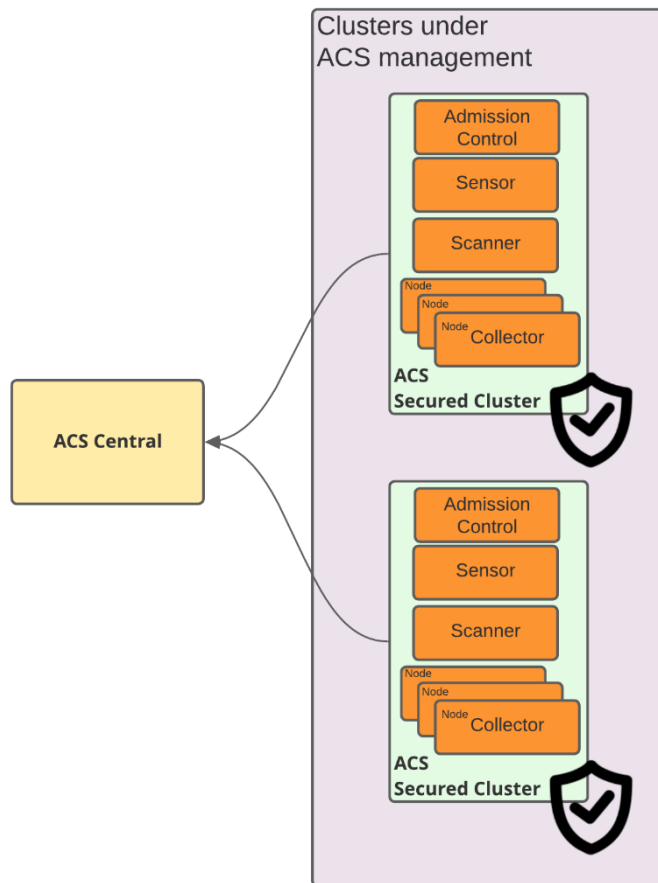 Clusters under
ACS management
Admission
Control
Sensor
Scanner
Node
Node
Node
Collector
ACS
Secured Cluster
ACS Central
Admission
Control
Sensor
Scanner
Node
Node
Node
Collector
ACS
Secured Cluster